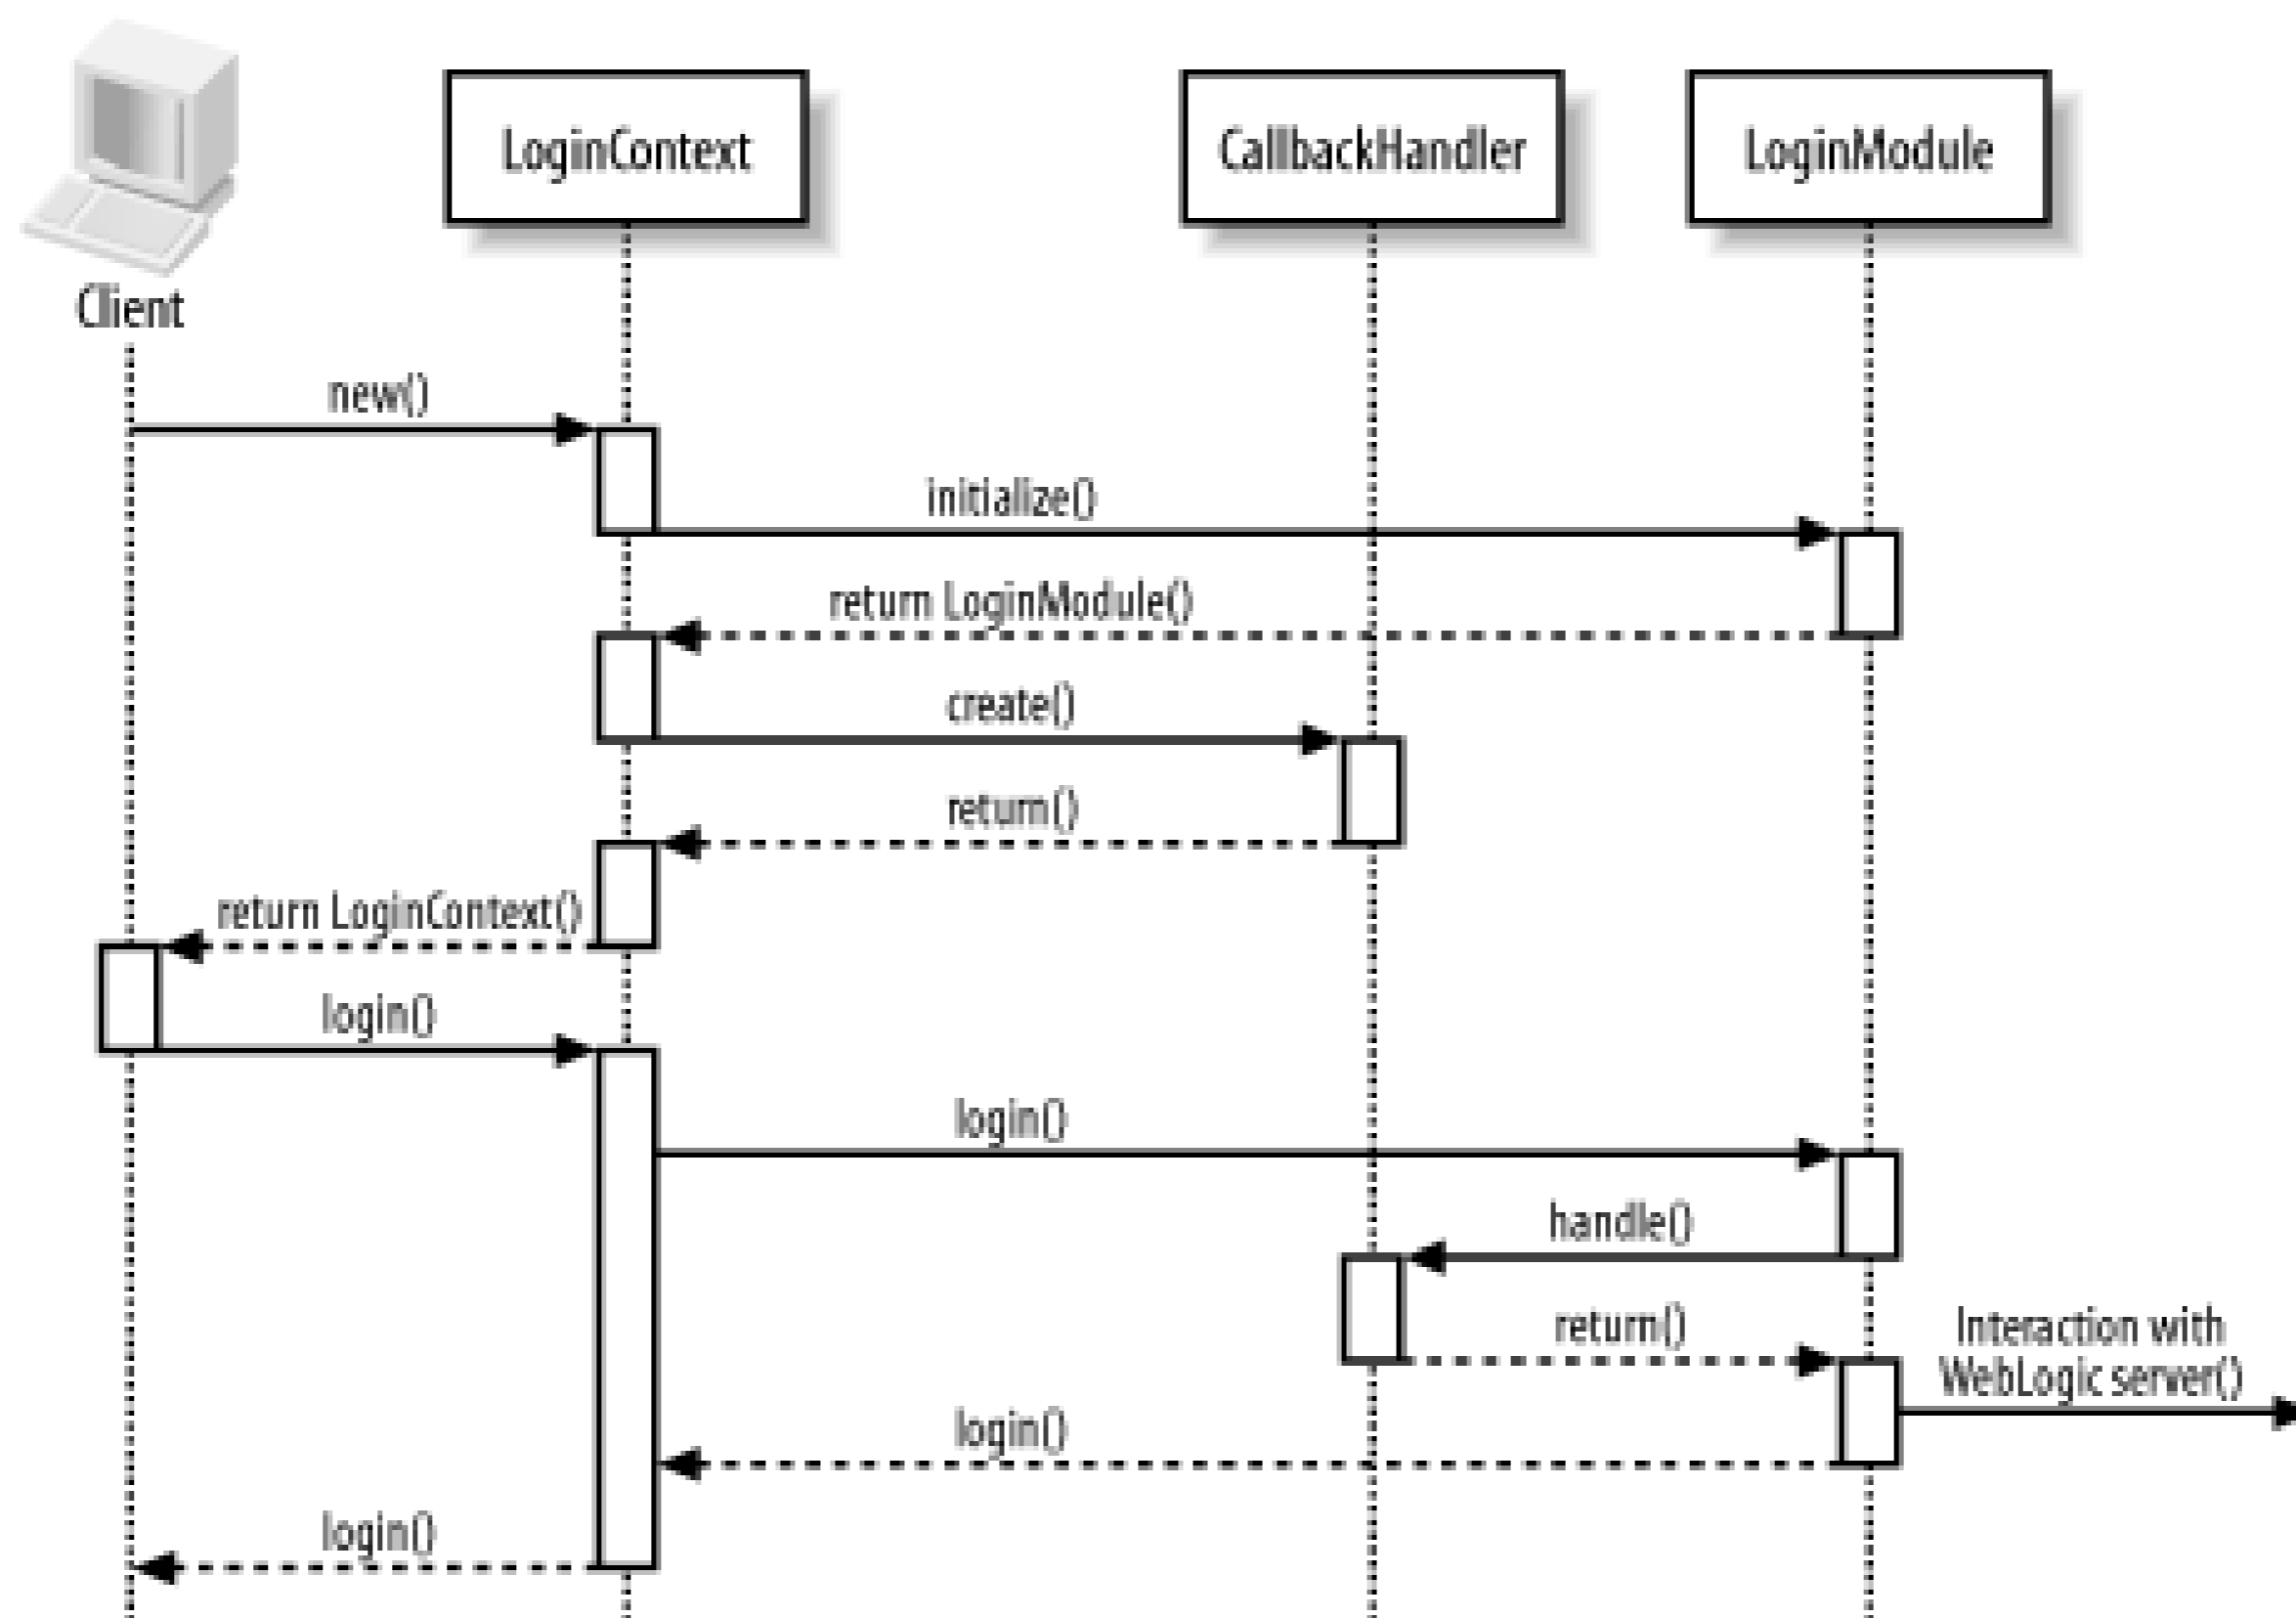 LoginContext
CallbackHandler
LoginModule
Client
new()
initialize()
return LoginModule()
create()
return()
return LoginContext()
login()
login()
handle()
return()
Interaction with
WebLogic server()
login()
login()